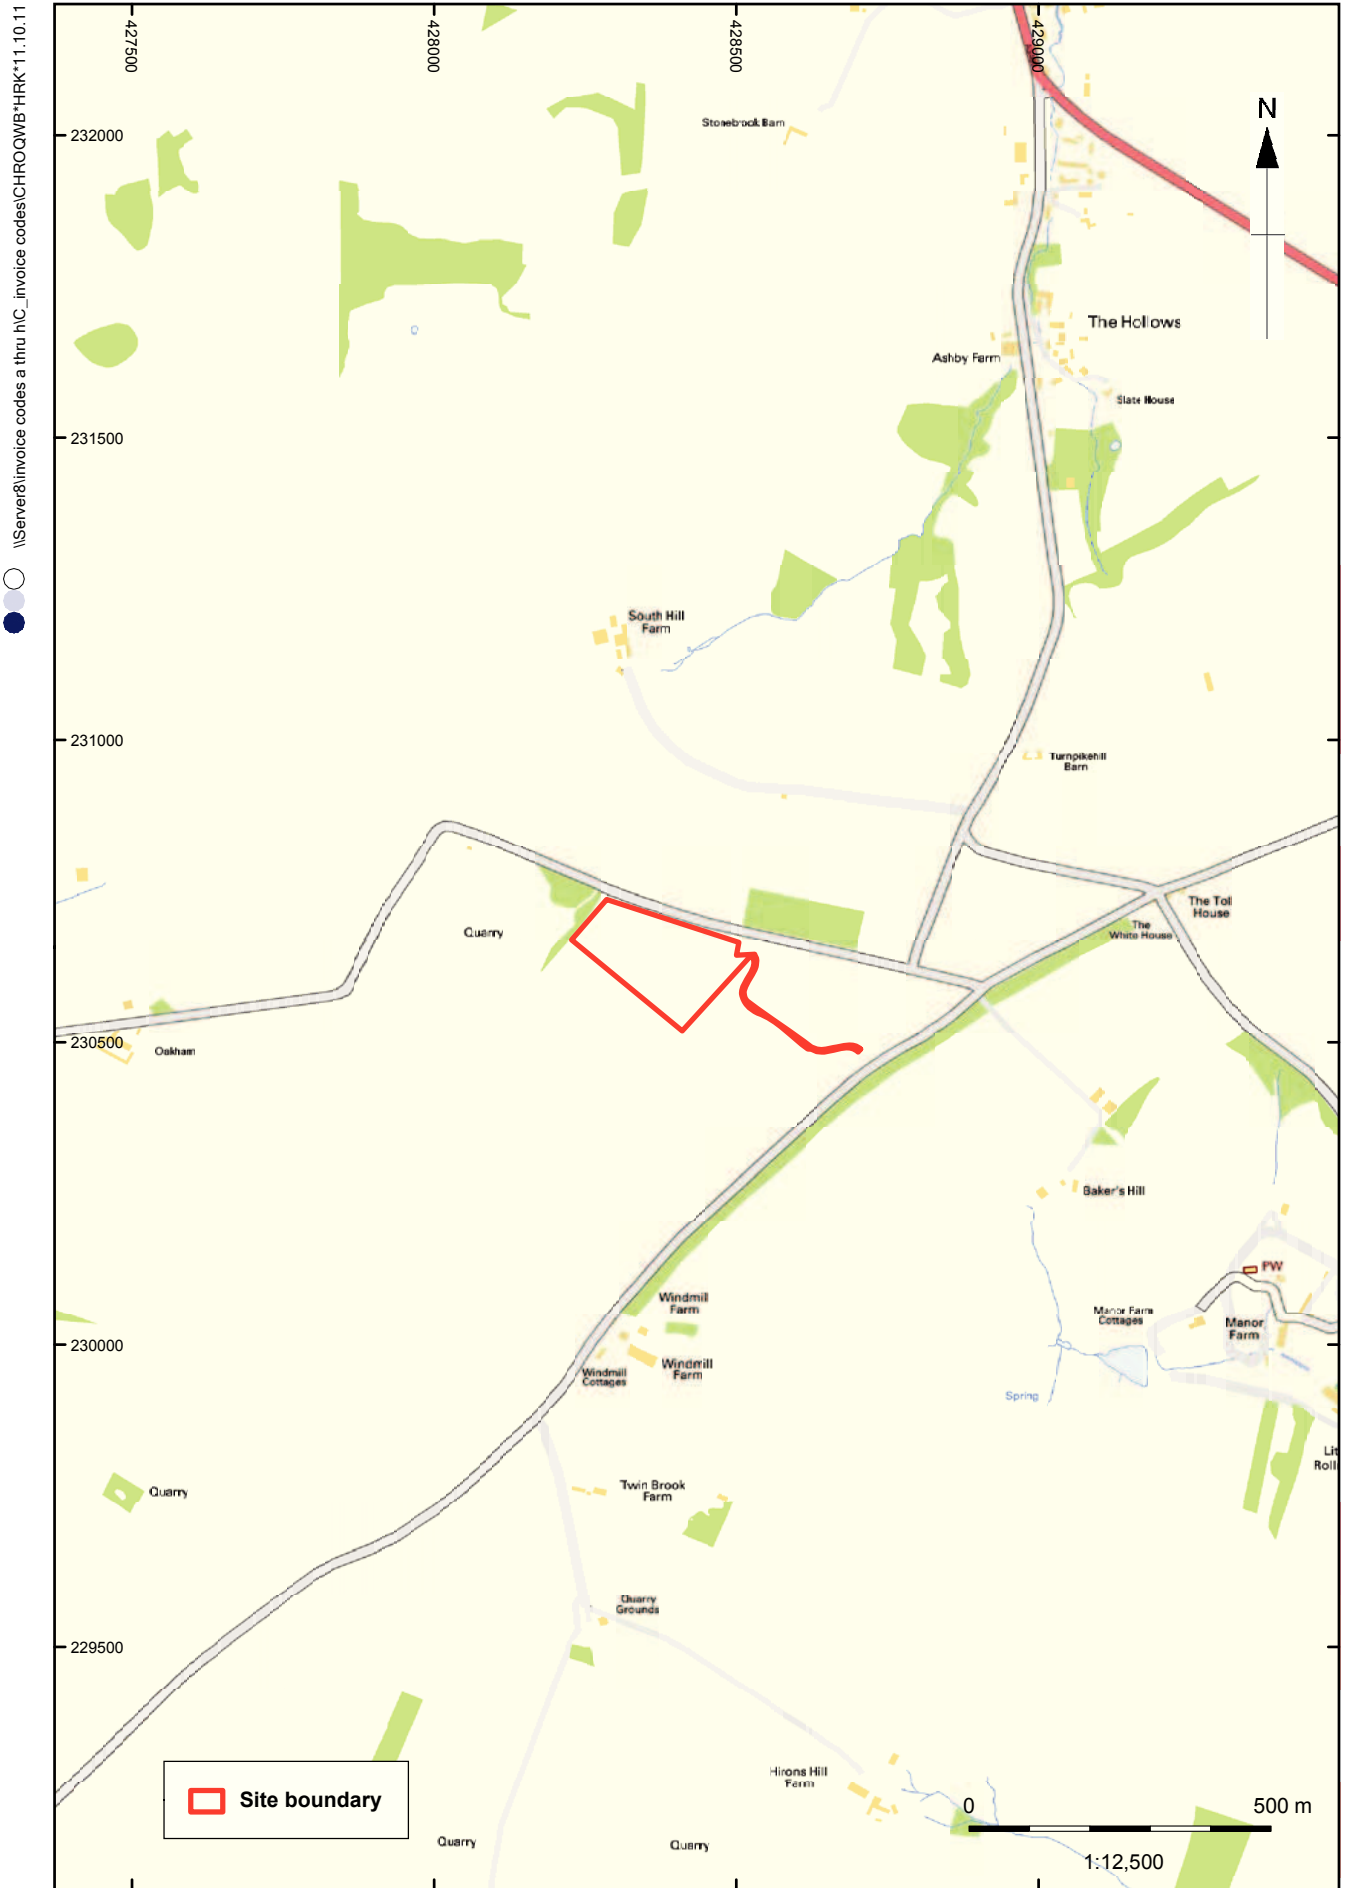 \\Server8\invoice codes a thru h\C_invoice codes\CHROQWB*HRK*11.10.11
427500
428000
428500
429000
232000
231500
231000
230500
230000
229500
N
Stonebrook Barn
The Hollows
Ashby Farm
Slate House
South Hill
Farm
Turnpikehill
Barn
Quarry
The Toll
House
The
White House
Oakham
Baker's Hill
PW
Manor Farm
Cottages
Manor
Farm
Windmill
Farm
Windmill
Farm
Windmill
Cottages
Spring
Lit
Roll
Quarry
Twin Brook
Farm
Quarry
Grounds
Hirons Hill
Farm
Quarry
Quarry
Site boundary
0
500 m
1:12,500